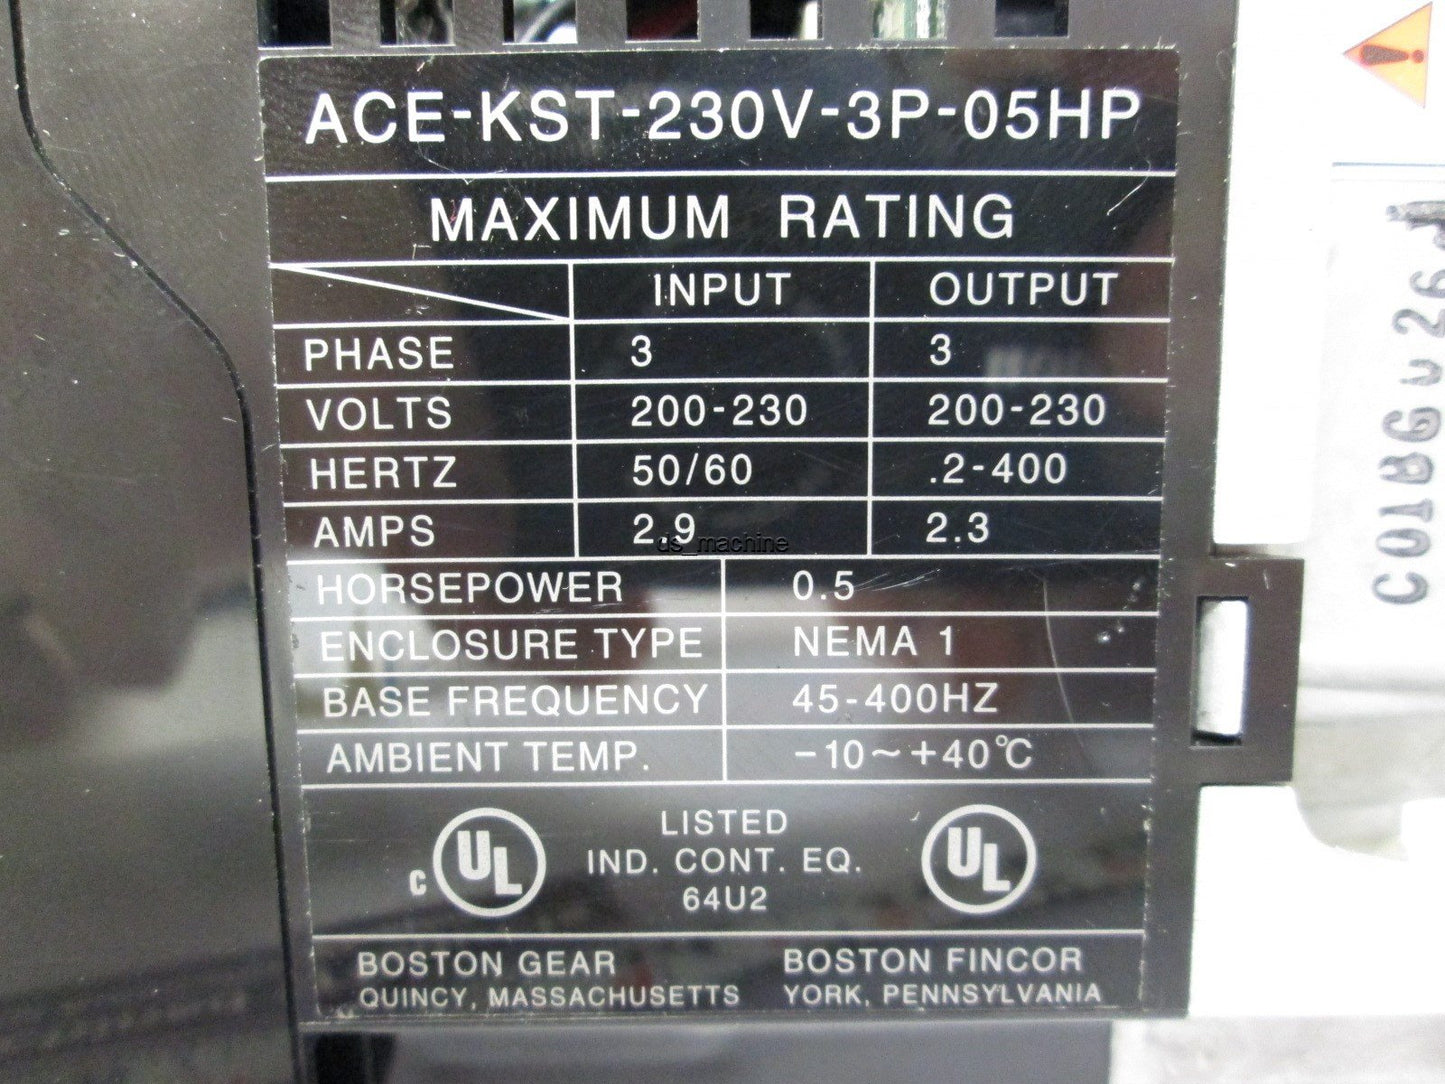 ACE-KST-230V-3P-05HP
MAXIMUM RATING
INPUT OUTPUT
PHASE 3 3
VOLTS 200-230 200-230
HERTZ 50/60 .2-400
AMPS 2.9 2.3
ds_machine
HORSEPOWER 0.5
ENCLOSURE TYPE NEMA 1
BASE FREQUENCY 45-400HZ
AMBIENT TEMP. -10~+40°C
c UL LISTED UL
IND. CONT. EQ.
64U2
BOSTON GEAR BOSTON FINCOR
QUINCY, MASSACHUSETTS YORK, PENNSYLVANIA